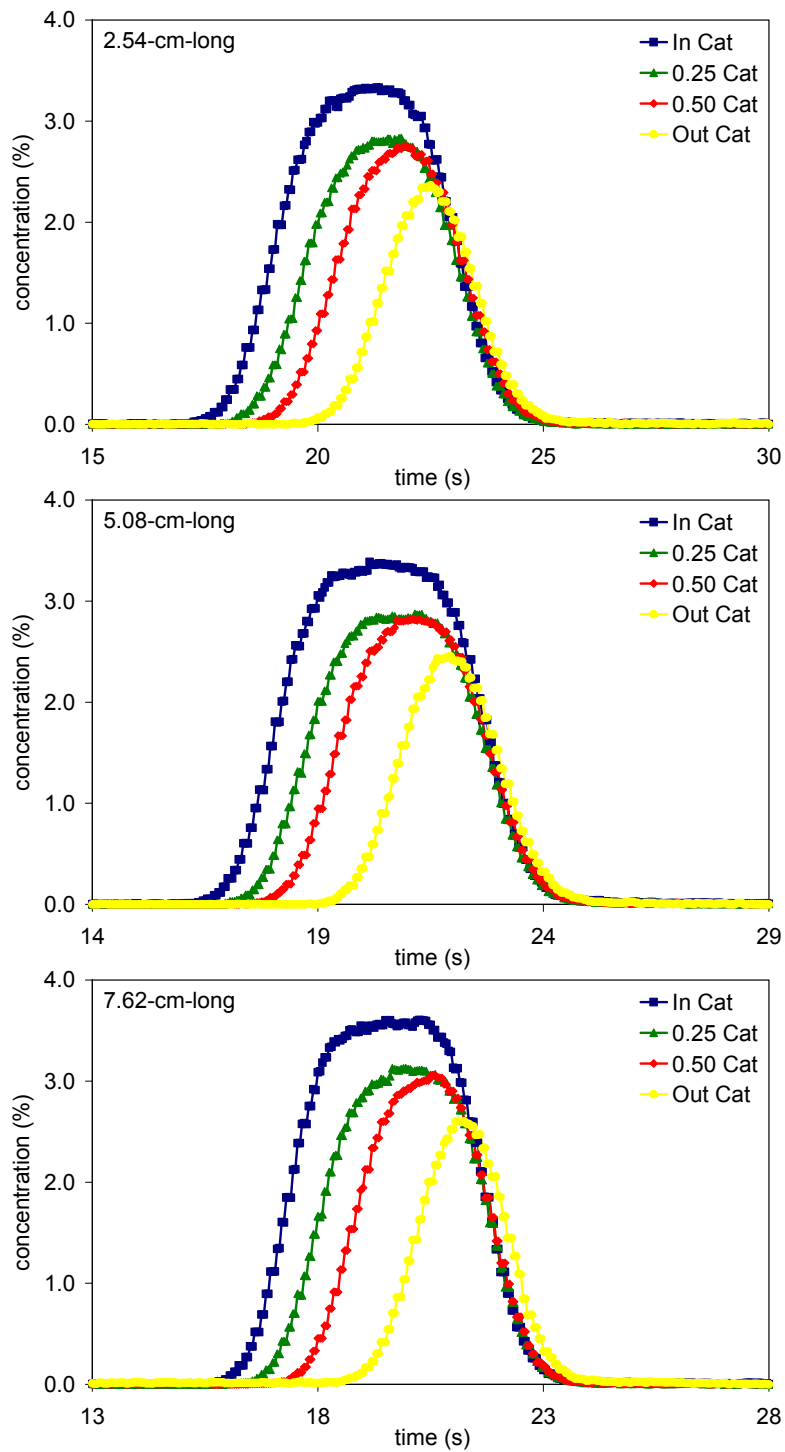 4.0
2.54-cm-long
In Cat
0.25 Cat
0.50 Cat
Out Cat
3.0
2.0
1.0
0.0
concentration (%)
15 20 25 30
time (s)
4.0
5.08-cm-long
In Cat
0.25 Cat
0.50 Cat
Out Cat
3.0
2.0
1.0
0.0
concentration (%)
14 19 24 29
time (s)
4.0
7.62-cm-long
In Cat
0.25 Cat
0.50 Cat
Out Cat
3.0
2.0
1.0
0.0
concentration (%)
13 18 23 28
time (s)